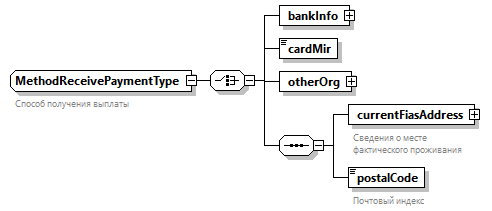 bankInfo
cardMir
MethodReceivePaymentType
Способ получения выплаты
otherOrg
currentFiasAddress
Сведения о месте
фактического проживания
postalCode
Почтовый индекс